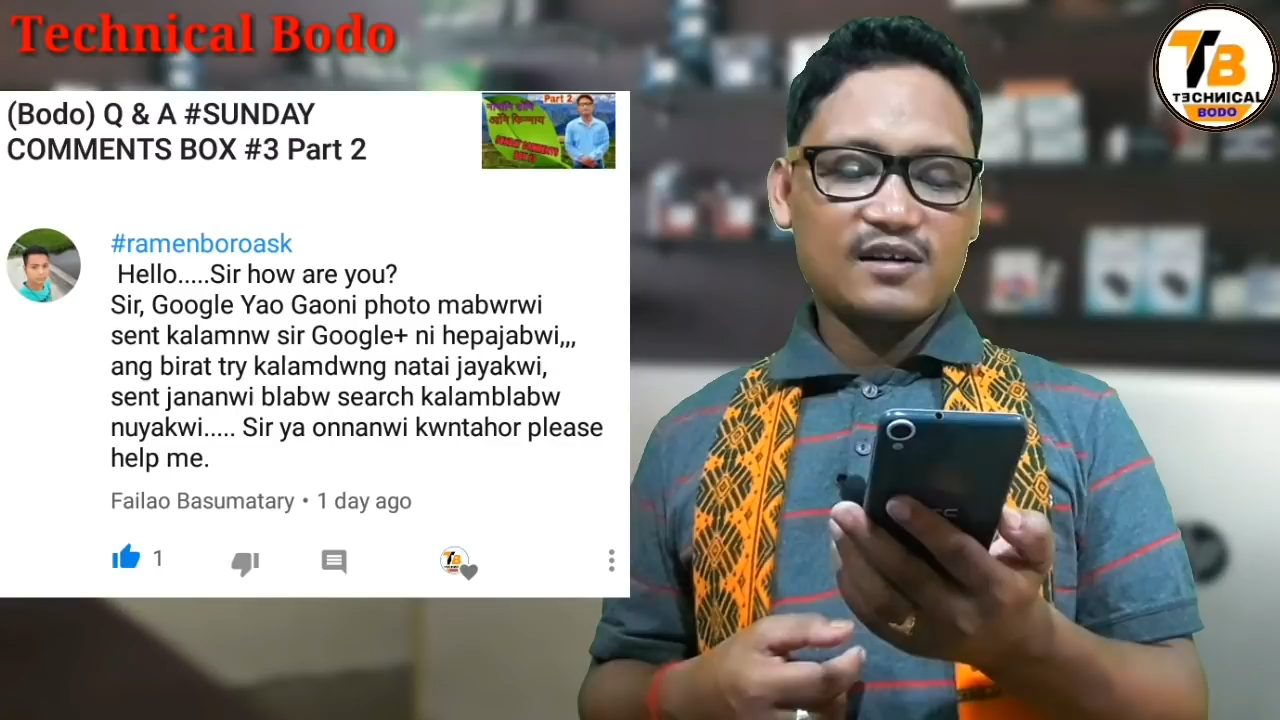 Technical Bodo
TB
TECHNICAL
BODO
(Bodo) Q & A #SUNDAY
COMMENTS BOX #3 Part 2
Part 2
#ramenboroask
Hello.....Sir how are you?
Sir, Google Yao Gaoni photo mabwrwi
sent kalamnw sir Google+ ni hepajabwi,,,
ang birat try kalamdwng natai jayakwi,
sent jananwi blabw search kalamblabw
nuyakwi..... Sir ya onnanwi kwntahor please
help me.
Failao Basumatary • 1 day ago
1